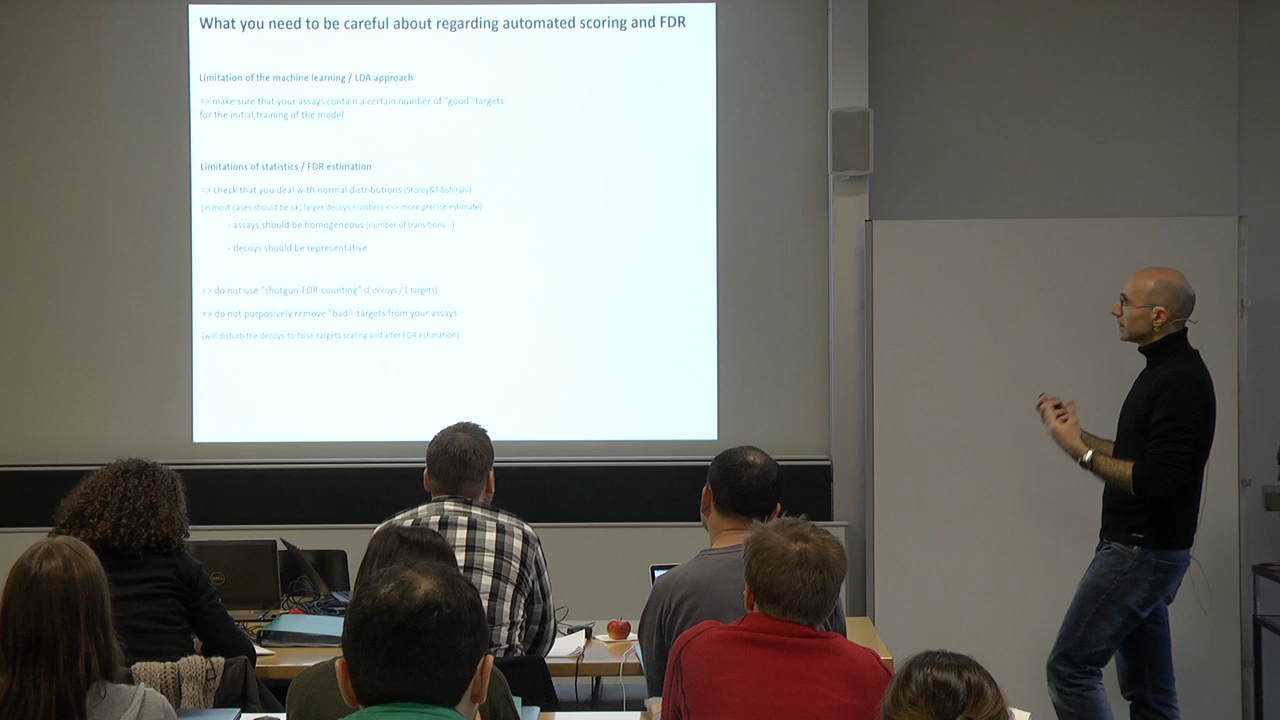 What you need to be careful about regarding automated scoring and FDR
Limitation of the machine learning / LDA approach
=> make sure that your assays contain a certain number of "good" targets
for the initial training of the model
Limitations of statistics / FDR estimation
=> check that you deal with normal distributions (Storey&Tibshirani)
(in most cases should be ok, larger decoys numbers <=> more precise estimate)
- assays should be homogeneous (number of transitions...)
- decoys should be representative
=> do not use "shotgun-FDR-counting" (Σ decoys / Σ targets)
=> do not purposively remove "bad" targets from your assays
(will disturb the decoys to false targets scaling and alter FDR estimation)
DELL